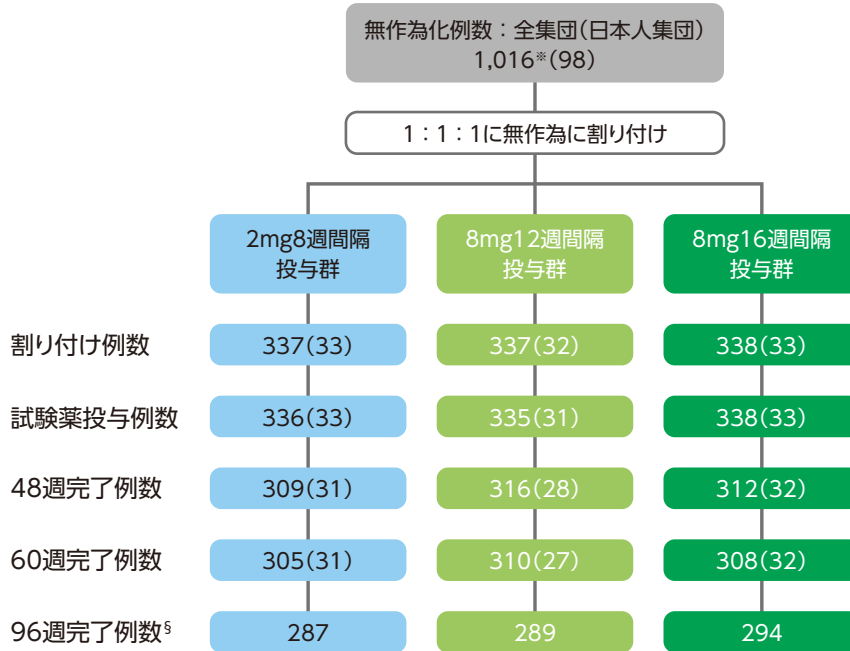 無作為化例数：全集団（日本人集団）
1,016※（98）
1：1：1に無作為に割り付け
2mg8週間隔
投与群
8mg12週間隔
投与群
8mg16週間隔
投与群
割り付け例数 337（33） 337（32） 338（33）
試験薬投与例数 336（33） 335（31） 338（33）
48週完了例数 309（31） 316（28） 312（32）
60週完了例数 305（31） 310（27） 308（32）
96週完了例数§ 287 289 294